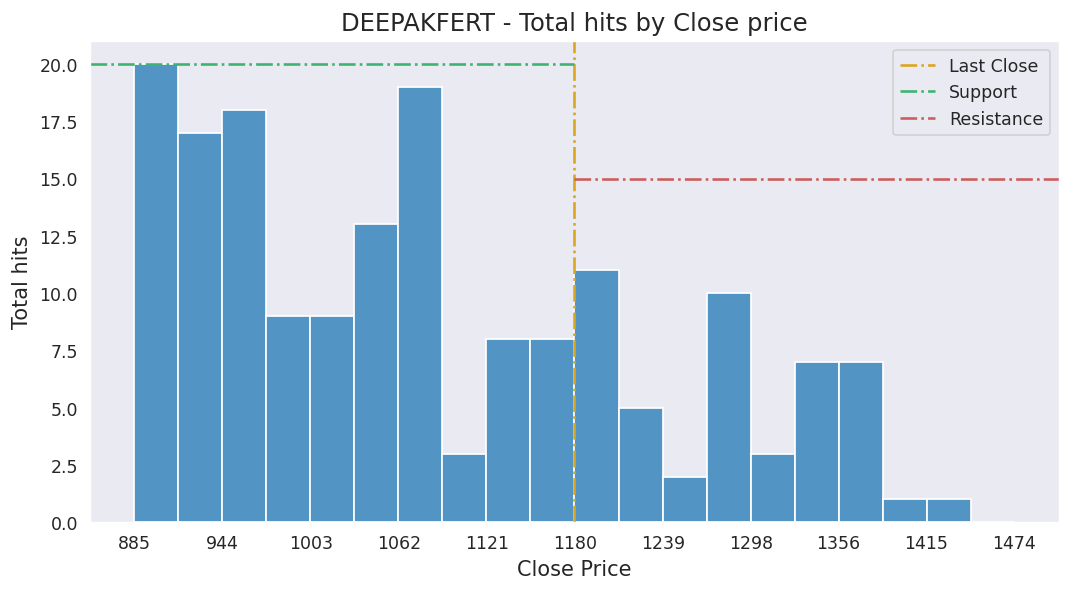 DEEPAKFERT - Total hits by Close price
Last Close
Support
Resistance
Total hits
20.0
17.5
15.0
12.5
10.0
7.5
5.0
2.5
0.0
885 944 1003 1062 1121 1180 1239 1298 1356 1415 1474
Close Price